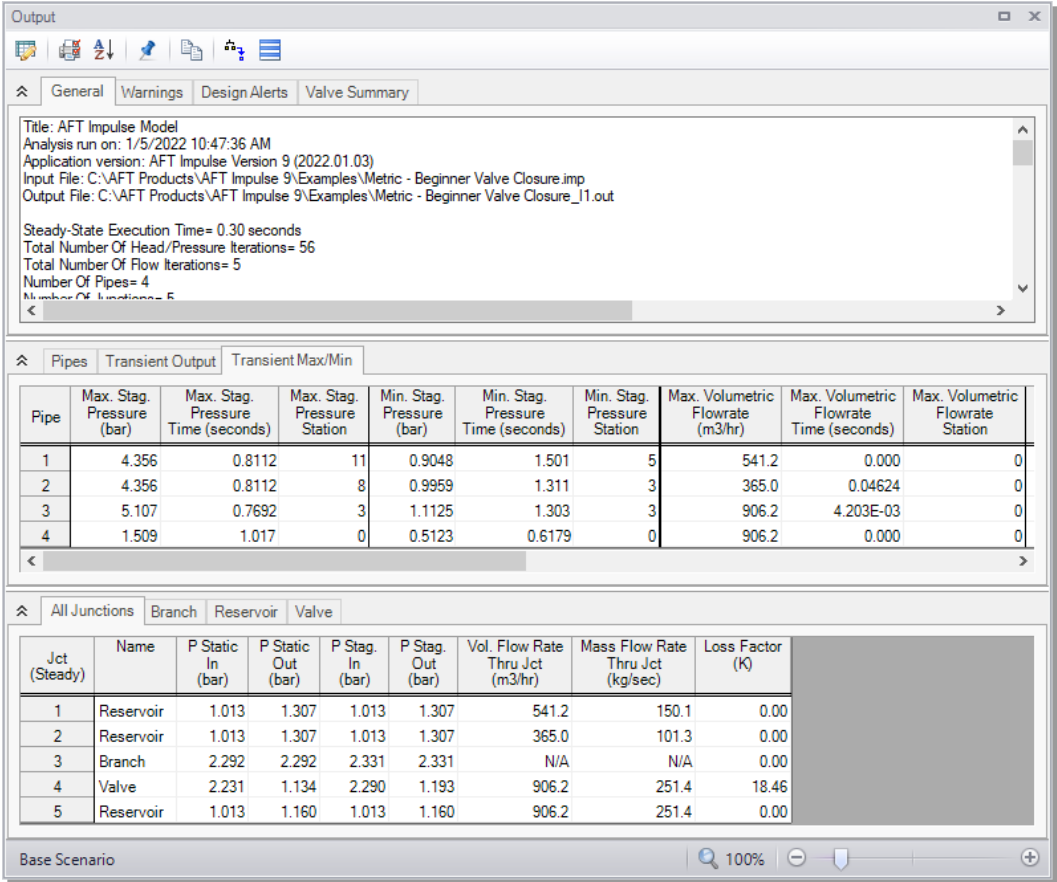 Output
General Warnings Design Alerts Valve Summary
Title: AFT Impulse Model
Analysis run on: 1/5/2022 10:47:36 AM
Application version: AFT Impulse Version 9 (2022.01.03)
Input File: C:\AFT Products\AFT Impulse 9\Examples\Metric - Beginner Valve Closure.imp
Output File: C:\AFT Products\AFT Impulse 9\Examples\Metric - Beginner Valve Closure_I1.out
Steady-State Execution Time= 0.30 seconds
Total Number Of Head/Pressure Iterations= 56
Total Number Of Flow Iterations= 5
Number Of Pipes= 4
Number Of Junctions= 5
Pipes Transient Output Transient Max/Min
Pipe Max. Stag. Pressure (bar) Max. Stag. Pressure Time (seconds) Max. Stag. Pressure Station Min. Stag. Pressure (bar) Min. Stag. Pressure Time (seconds) Min. Stag. Pressure Station Max. Volumetric Flowrate (m3/hr) Max. Volumetric Flowrate Time (seconds) Max. Volumetric Flowrate Station
1 4.356 0.8112 11 0.9048 1.501 5 541.2 0.000 0
2 4.356 0.8112 8 0.9959 1.311 3 365.0 0.04624 0
3 5.107 0.7692 3 1.1125 1.303 3 906.2 4.203E-03 0
4 1.509 1.017 0 0.5123 0.6179 0 906.2 0.000 0
All Junctions Branch Reservoir Valve
Jct (Steady) Name P Static In (bar) P Static Out (bar) P Stag. In (bar) P Stag. Out (bar) Vol. Flow Rate Thru Jct (m3/hr) Mass Flow Rate Thru Jct (kg/sec) Loss Factor (K)
1 Reservoir 1.013 1.307 1.013 1.307 541.2 150.1 0.00
2 Reservoir 1.013 1.307 1.013 1.307 365.0 101.3 0.00
3 Branch 2.292 2.292 2.331 2.331 N/A N/A 0.00
4 Valve 2.231 1.134 2.290 1.193 906.2 251.4 18.46
5 Reservoir 1.013 1.160 1.013 1.160 906.2 251.4 0.00
Base Scenario 100%